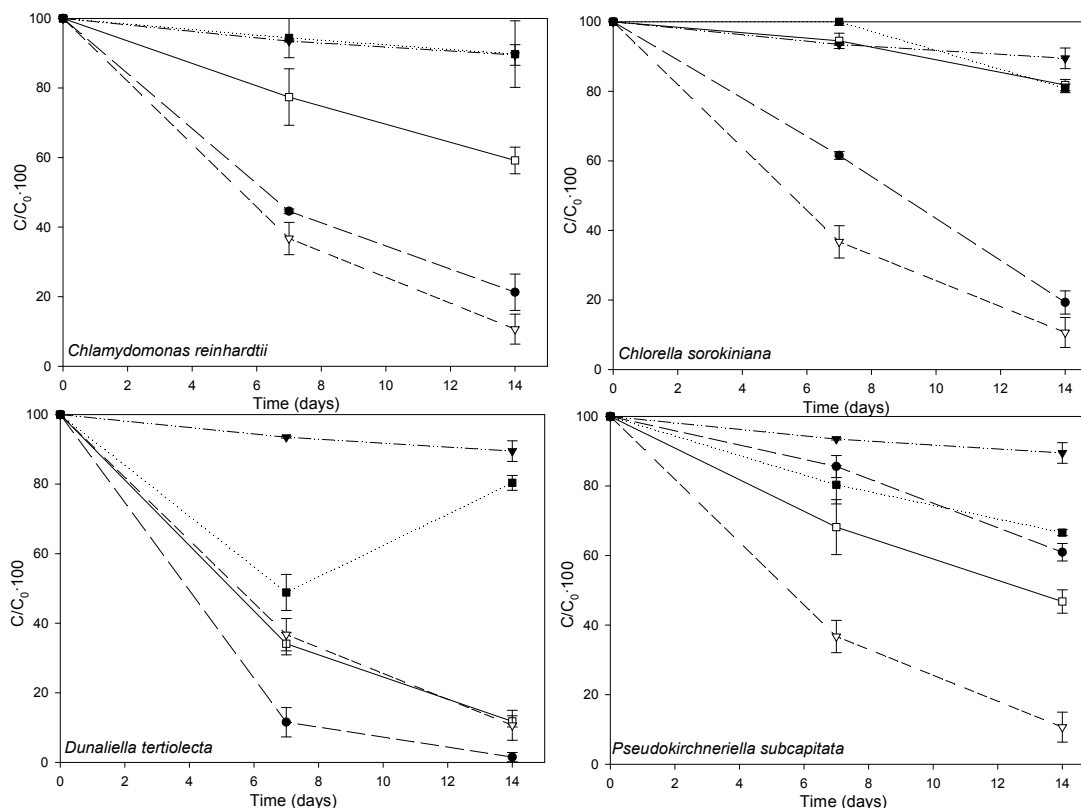 100
80
60
40
20
0
C/C₀·100
Chlamydomonas reinhardtii
0 2 4 6 8 10 12 14
Time (days)
100
80
60
40
20
0
C/C₀·100
Chlorella sorokiniana
0 2 4 6 8 10 12 14
Time (days)
100
80
60
40
20
0
C/C₀·100
Dunaliella tertiolecta
0 2 4 6 8 10 12 14
Time (days)
100
80
60
40
20
0
C/C₀·100
Pseudokirchneriella subcapitata
0 2 4 6 8 10 12 14
Time (days)